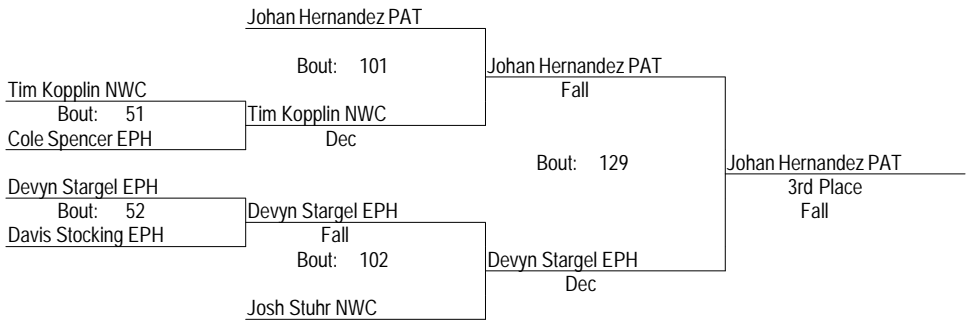 Johan Hernandez PAT
Bout: 101
Johan Hernandez PAT
Tim Kopplin NWC
Fall
Bout: 51
Tim Kopplin NWC
Cole Spencer EPH
Dec
Bout: 129
Johan Hernandez PAT
Devyn Stargel EPH
3rd Place
Bout: 52
Devyn Stargel EPH
Fall
Davis Stocking EPH
Fall
Bout: 102
Devyn Stargel EPH
Dec
Josh Stuhr NWC